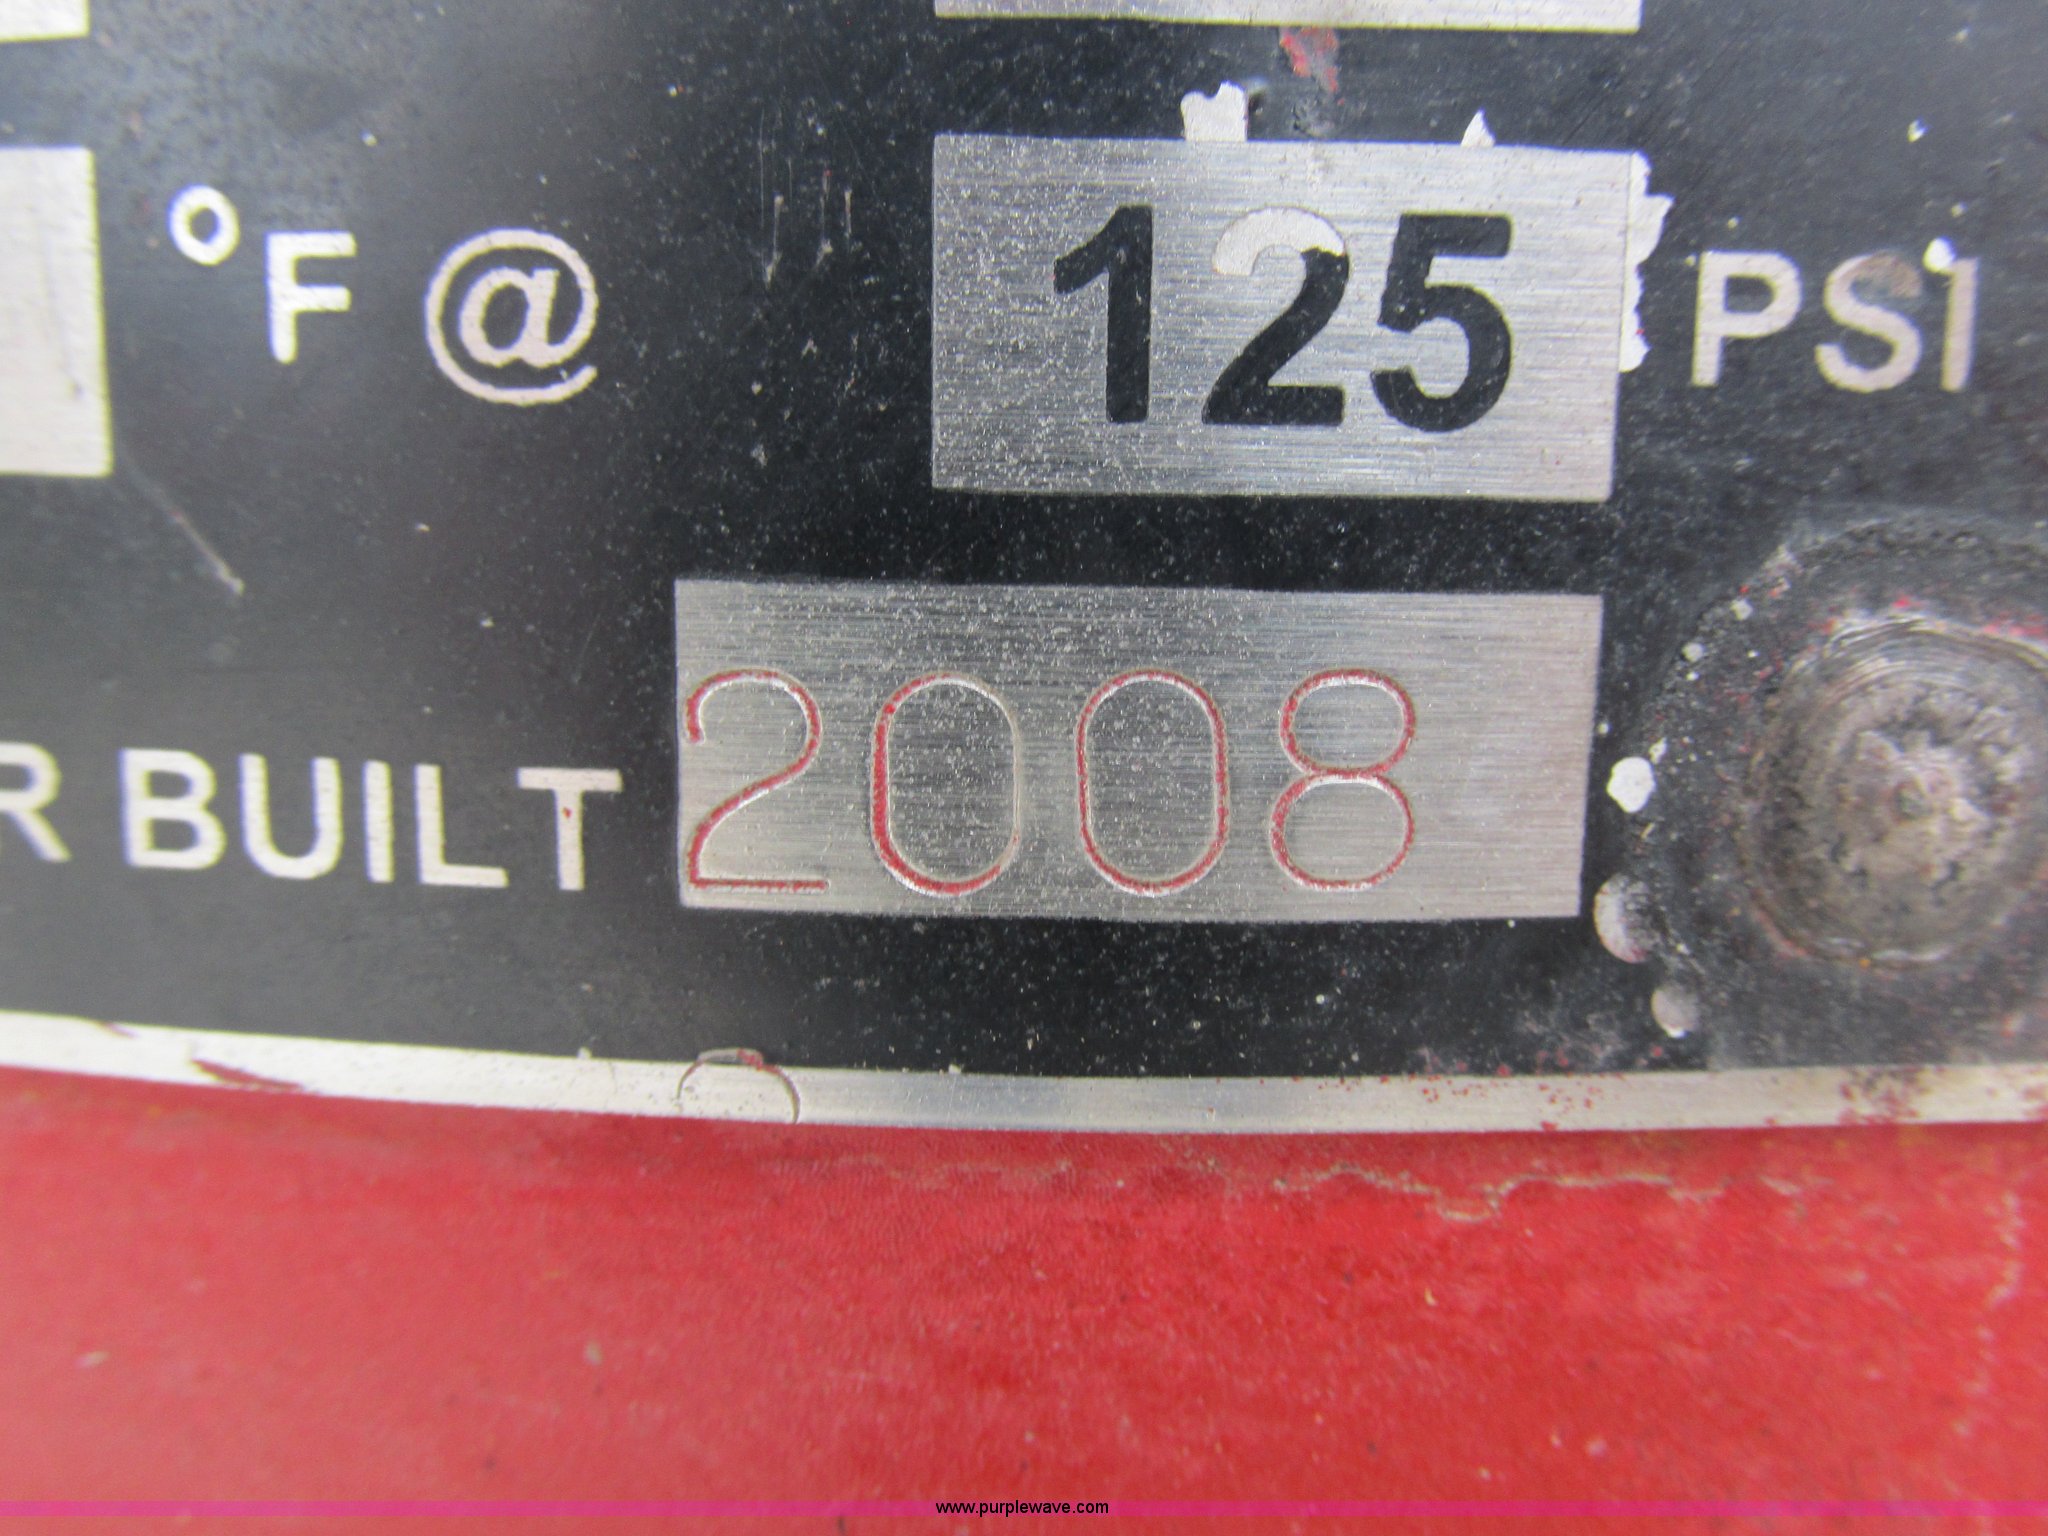 °F @ 125 PSI
R BUILT 2008
www.purplewave.com